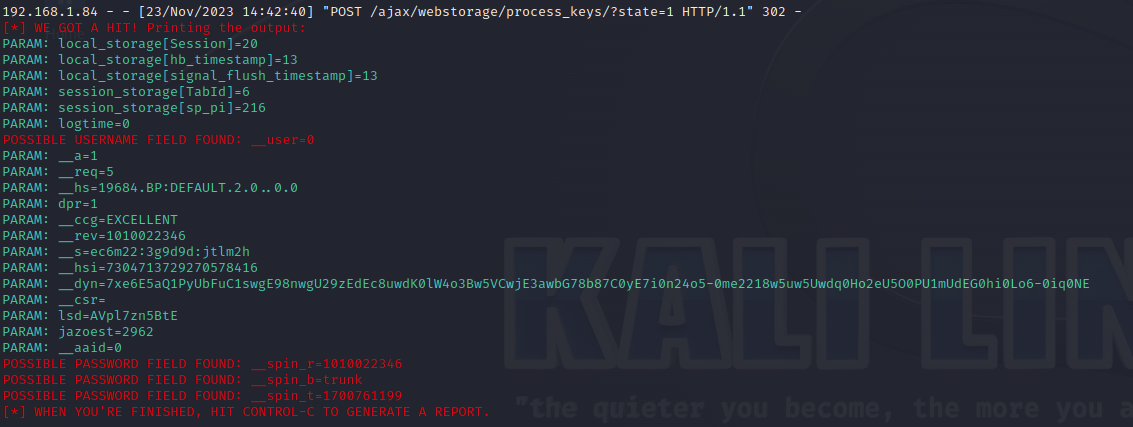 192.168.1.84 - - [23/Nov/2023 14:42:40] "POST /ajax/webstorage/process_keys/?state=1 HTTP/1.1" 302 -
[*] WE GOT A HIT! Printing the output:
PARAM: local_storage[Session]=20
PARAM: local_storage[hb_timestamp]=13
PARAM: local_storage[signal_flush_timestamp]=13
PARAM: session_storage[TabId]=6
PARAM: session_storage[sp_pi]=216
PARAM: logtime=0
POSSIBLE USERNAME FIELD FOUND: __user=0
PARAM: __a=1
PARAM: __req=5
PARAM: __hs=19684.BP:DEFAULT.2.0..0.0
PARAM: dpr=1
PARAM: __ccg=EXCELLENT
PARAM: __rev=1010022346
PARAM: __s=ec6m22:3g9d9d:jtlm2h
PARAM: __hsi=7304713729270578416
PARAM: __dyn=7xe6E5aQ1PyUbFuC1swgE98nwgU29zEdEc8uwdK0lW4o3Bw5VCwjE3awbG78b87C0yE7i0n24o5-0me2218w5uw5Uwdq0Ho2eU5O0PU1mUdEG0hi0Lo6-0iq0NE
PARAM: __csr=
PARAM: lsd=AVpl7zn5BtE
PARAM: jazoest=2962
PARAM: __aaid=0
POSSIBLE PASSWORD FIELD FOUND: __spin_r=1010022346
POSSIBLE PASSWORD FIELD FOUND: __spin_b=trunk
POSSIBLE PASSWORD FIELD FOUND: __spin_t=1700761199
[*] WHEN YOU'RE FINISHED, HIT CONTROL-C TO GENERATE A REPORT.
KALI LIN
"the quieter you become, the more you a